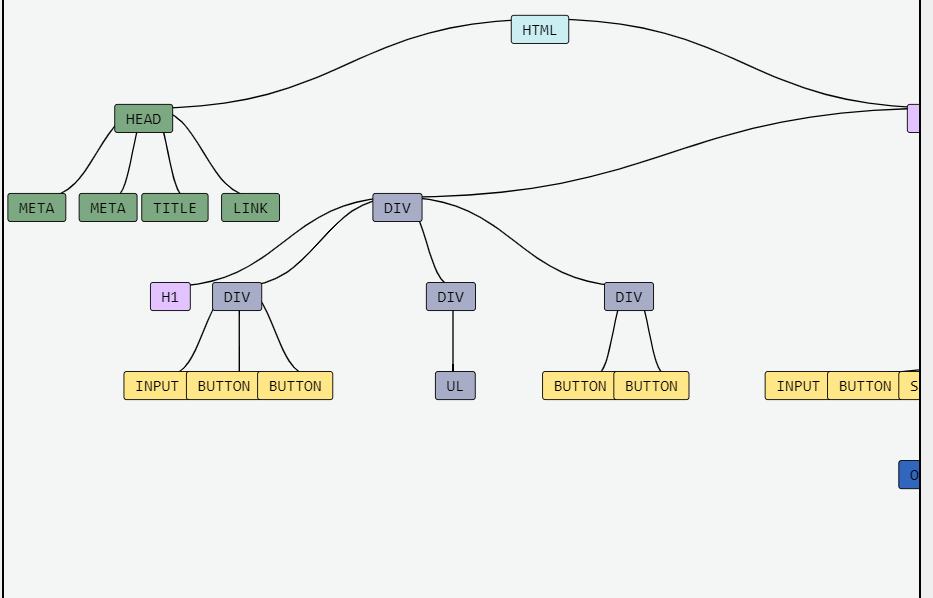 HTML
HEAD
META
META
TITLE
LINK
DIV
H1
DIV
DIV
DIV
INPUT
BUTTON
BUTTON
UL
BUTTON
BUTTON
INPUT
BUTTON